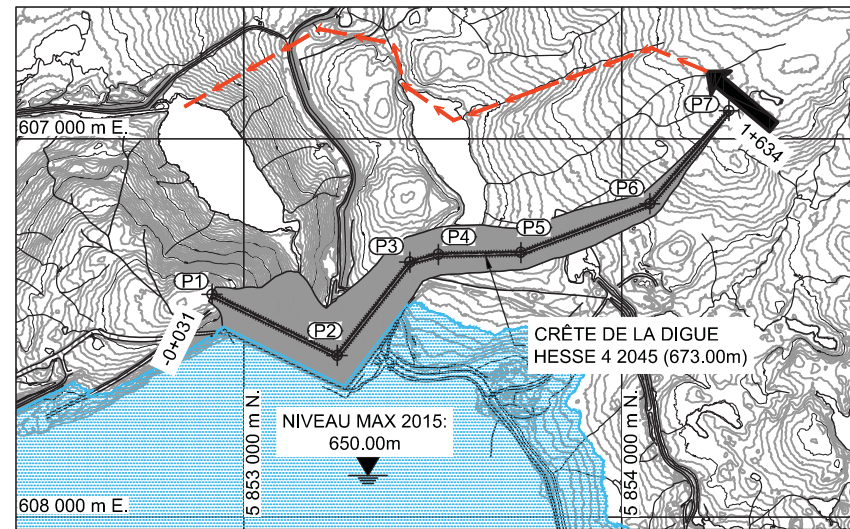 P7
607 000 m E.
1+634
P6
P5
P4
P3
P1
P2
-0+031
CRÊTE DE LA DIGUE
HESSE 4 2045 (673.00m)
5 853 000 m N.
5 854 000 m N.
NIVEAU MAX 2015:
650.00m
608 000 m E.